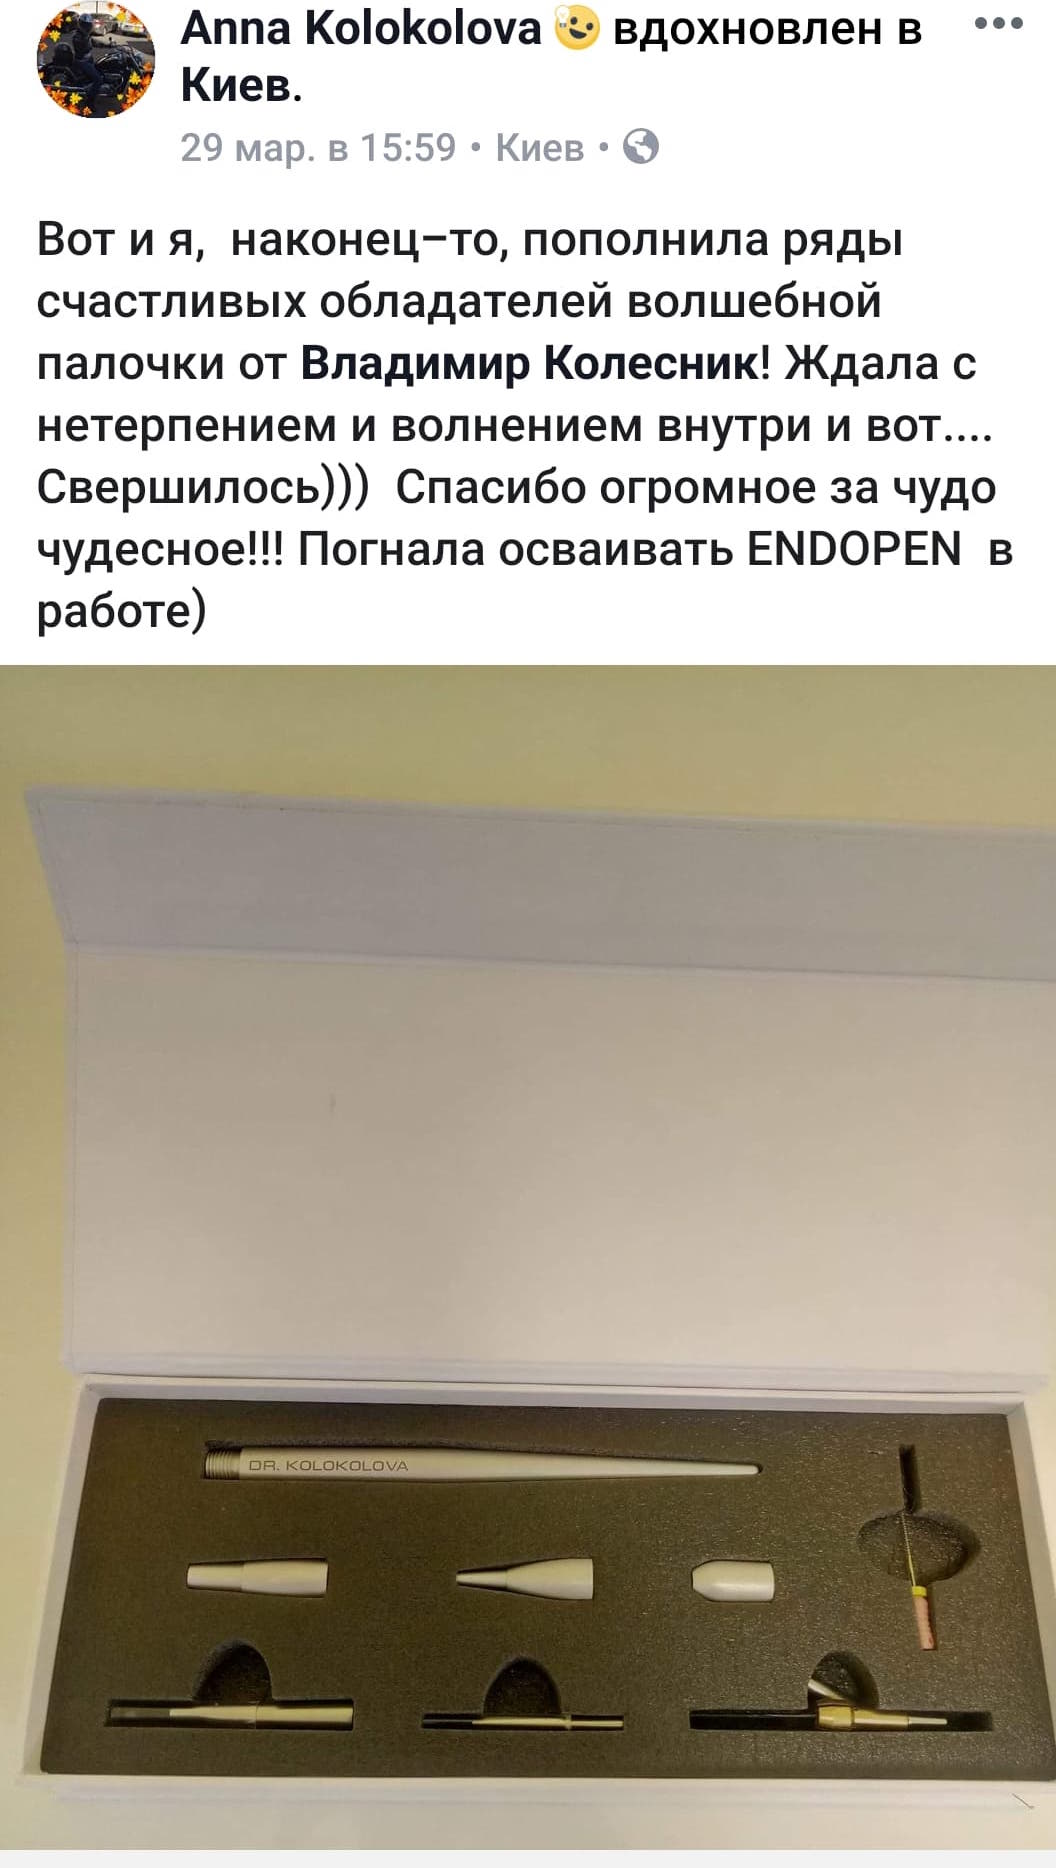 Anna Kolokolova вдохновлен в
Киев.
29 мар. в 15:59 • Киев •
Вот и я,  наконец–то, пополнила ряды
счастливых обладателей волшебной
палочки от Владимир Колесник! Ждала с
нетерпением и волнением внутри и вот....
Свершилось)))  Спасибо огромное за чудо
чудесное!!! Погнала осваивать ENDOPEN  в
работе)
DR. KOLOKOLOVA